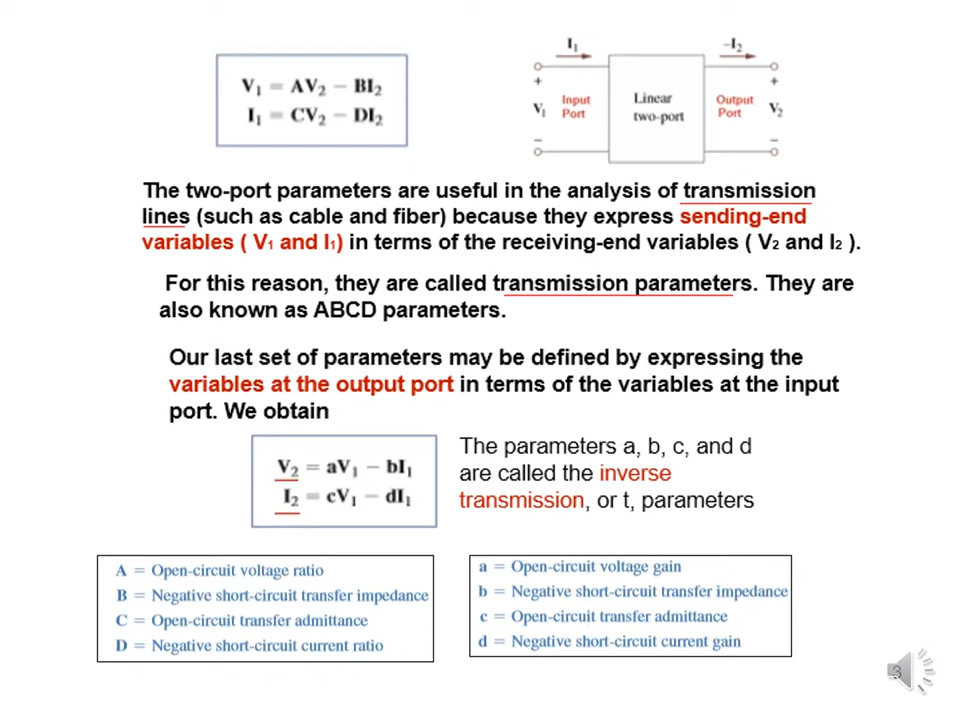 V₁ = AV₂ − BI₂
I₁ = CV₂ − DI₂
I₁
−I₂
+
+
V₁
Input
Port
Linear
two-port
Output
Port
V₂
−
−
The two-port parameters are useful in the analysis of transmission
lines (such as cable and fiber) because they express sending-end
variables ( V₁ and I₁) in terms of the receiving-end variables ( V₂ and I₂ ).
For this reason, they are called transmission parameters. They are
also known as ABCD parameters.
Our last set of parameters may be defined by expressing the
variables at the output port in terms of the variables at the input
port. We obtain
V₂ = aV₁ − bI₁
I₂ = cV₁ − dI₁
The parameters a, b, c, and d
are called the inverse
transmission, or t, parameters
A = Open-circuit voltage ratio
B = Negative short-circuit transfer impedance
C = Open-circuit transfer admittance
D = Negative short-circuit current ratio
a = Open-circuit voltage gain
b = Negative short-circuit transfer impedance
c = Open-circuit transfer admittance
d = Negative short-circuit current gain
3